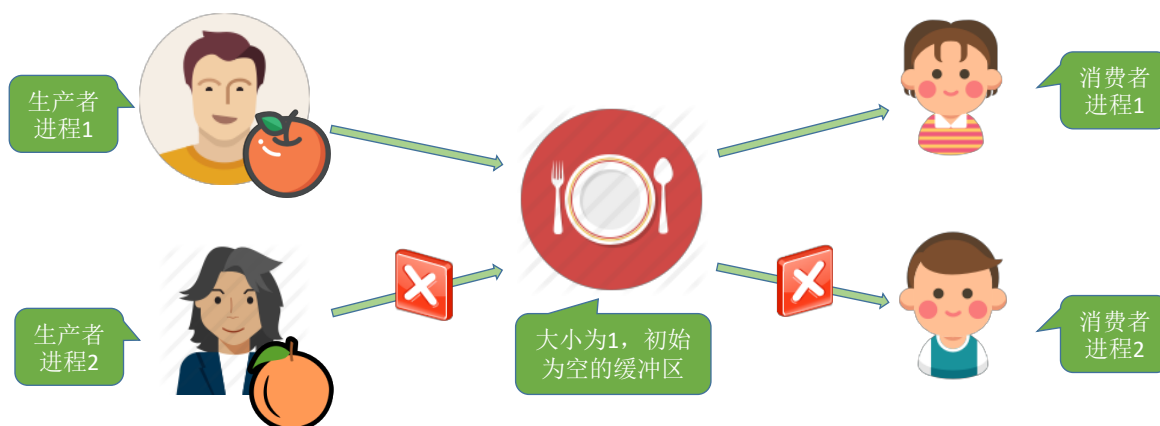 生产者
进程1
消费者
进程1
生产者
进程2
大小为1，初始
为空的缓冲区
消费者
进程2